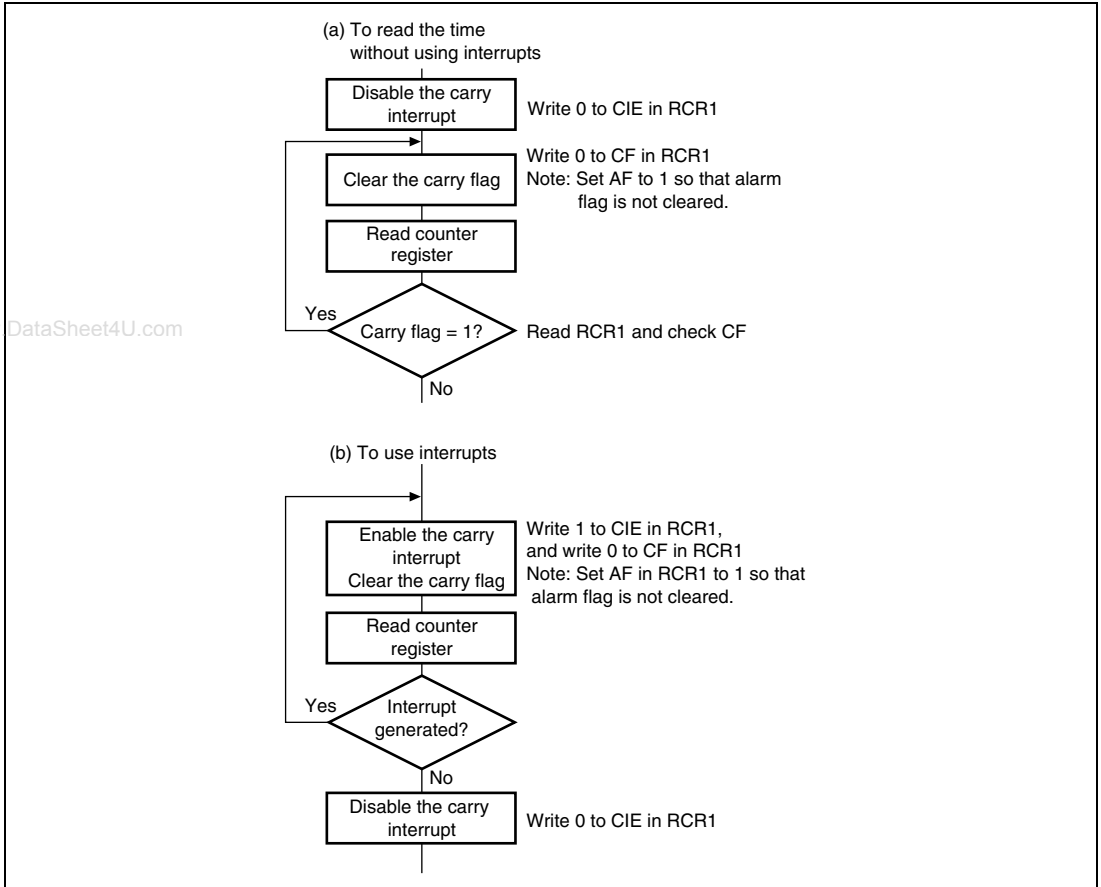 (a) To read the time
without using interrupts
Disable the carry
interrupt
Write 0 to CIE in RCR1
Clear the carry flag
Write 0 to CF in RCR1
Note: Set AF to 1 so that alarm
flag is not cleared.
Read counter
register
DataSheet4U.com
Yes
Carry flag = 1?
Read RCR1 and check CF
No
(b) To use interrupts
Enable the carry
interrupt
Clear the carry flag
Write 1 to CIE in RCR1,
and write 0 to CF in RCR1
Note: Set AF in RCR1 to 1 so that
alarm flag is not cleared.
Read counter
register
Yes
Interrupt
generated?
No
Disable the carry
interrupt
Write 0 to CIE in RCR1